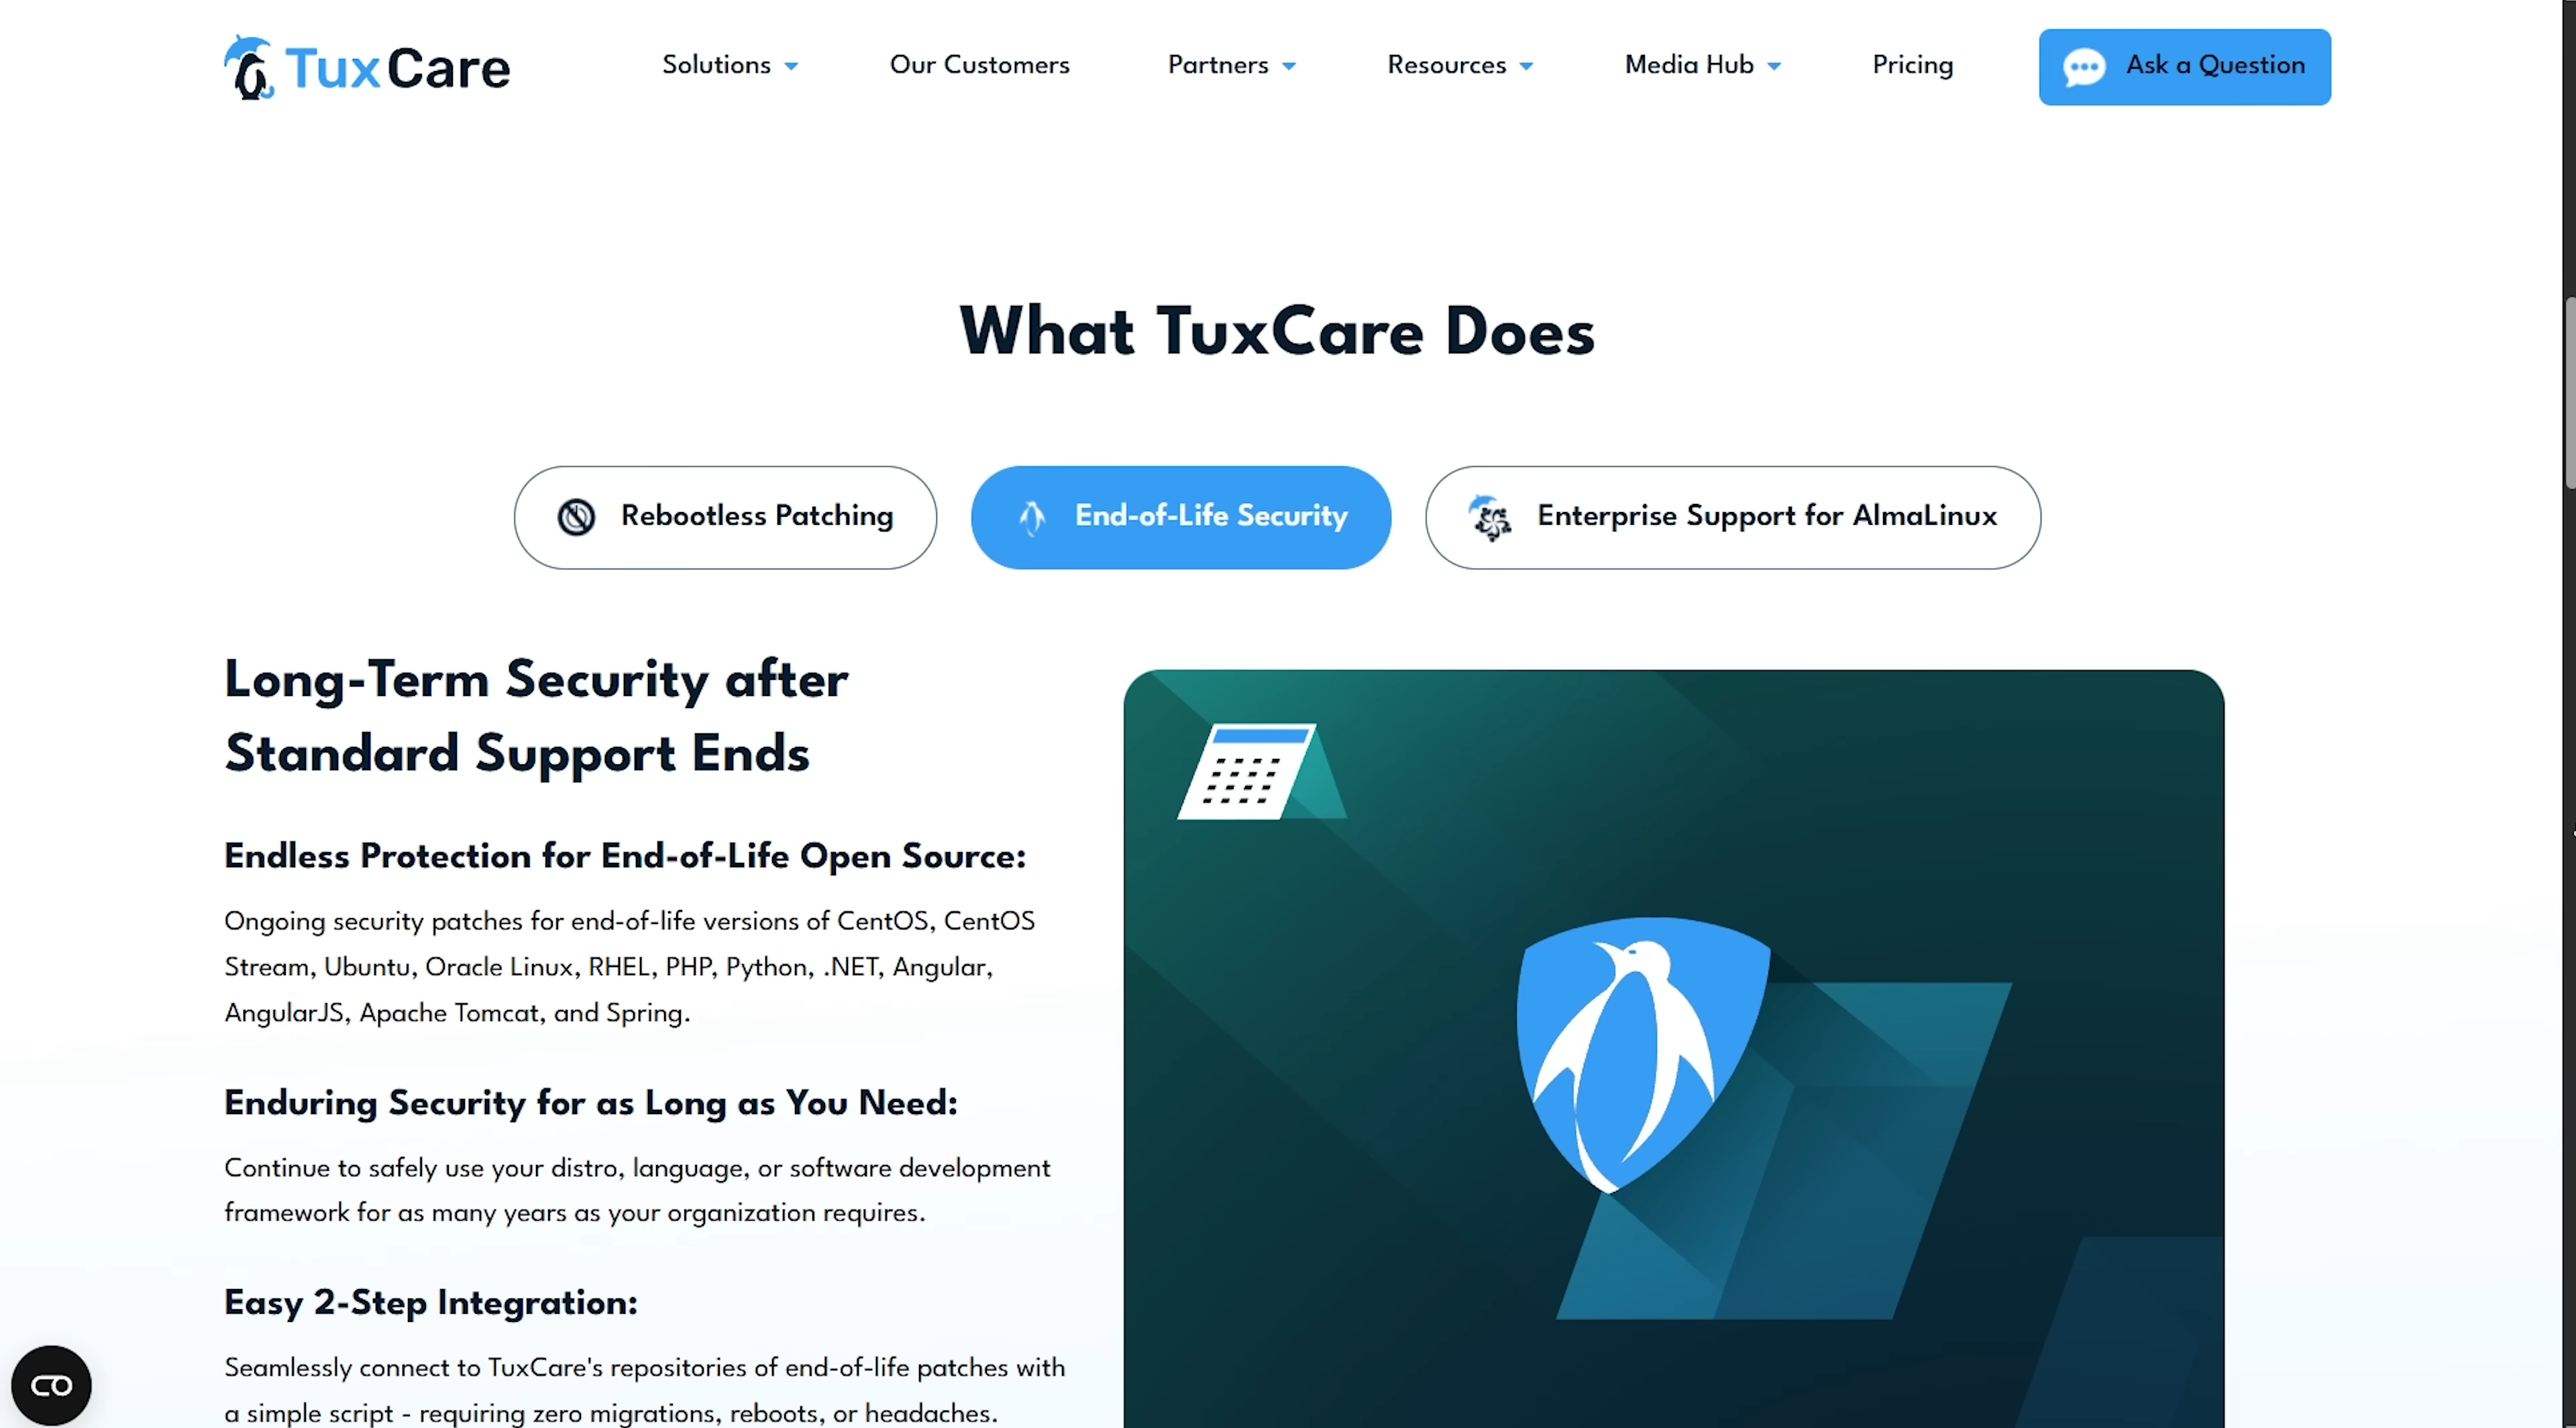 TuxCare
Solutions
Our Customers
Partners
Resources
Media Hub
Pricing
Ask a Question
What TuxCare Does
Rebootless Patching
End-of-Life Security
Enterprise Support for AlmaLinux
Long-Term Security after
Standard Support Ends
Endless Protection for End-of-Life Open Source:
Ongoing security patches for end-of-life versions of CentOS, CentOS
Stream, Ubuntu, Oracle Linux, RHEL, PHP, Python, .NET, Angular,
AngularJS, Apache Tomcat, and Spring.
Enduring Security for as Long as You Need:
Continue to safely use your distro, language, or software development
framework for as many years as your organization requires.
Easy 2-Step Integration:
Seamlessly connect to TuxCare's repositories of end-of-life patches with
a simple script - requiring zero migrations, reboots, or headaches.